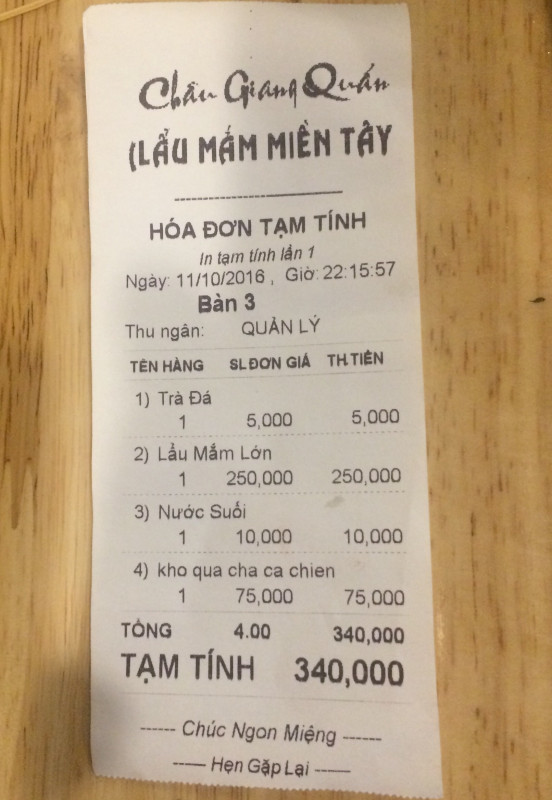 Châu Giang Quán
(LẨU MẮM MIỀN TÂY
HÓA ĐƠN TẠM TÍNH
In tạm tính lần 1
Ngày: 11/10/2016 , Giờ: 22:15:57
Bàn 3
Thu ngân: QUẢN LÝ
TÊN HÀNG SL ĐƠN GIÁ TH.TIỀN
1) Trà Đá
1 5,000 5,000
2) Lẩu Mắm Lớn
1 250,000 250,000
3) Nước Suối
1 10,000 10,000
4) kho qua cha ca chien
1 75,000 75,000
TỔNG 4.00 340,000
TẠM TÍNH 340,000
------ Chúc Ngon Miệng ------
----- Hẹn Gặp Lại -----